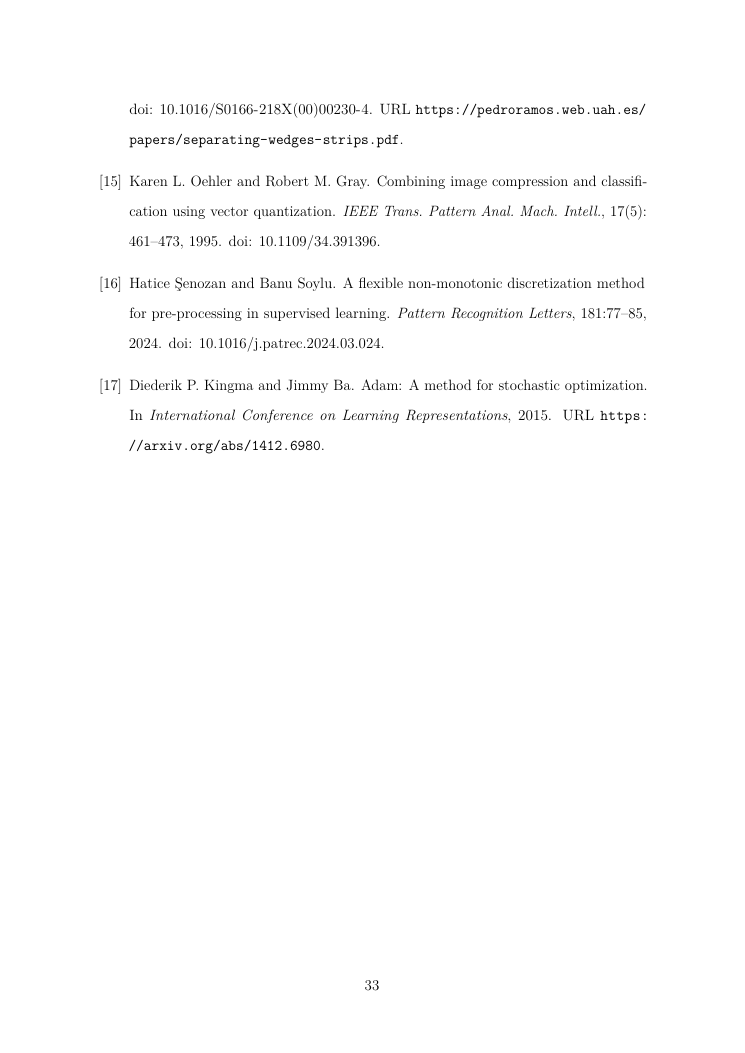 doi: 10.1016/S0166-218X(00)00230-4. URL https://pedroramos.web.uah.es/
papers/separating-wedges-strips.pdf.
[15] Karen L. Oehler and Robert M. Gray. Combining image compression and classifi-
cation using vector quantization. IEEE Trans. Pattern Anal. Mach. Intell., 17(5):
461–473, 1995. doi: 10.1109/34.391396.
[16] Hatice Şenozan and Banu Soylu. A flexible non-monotonic discretization method
for pre-processing in supervised learning. Pattern Recognition Letters, 181:77–85,
2024. doi: 10.1016/j.patrec.2024.03.024.
[17] Diederik P. Kingma and Jimmy Ba. Adam: A method for stochastic optimization.
In International Conference on Learning Representations, 2015. URL https:
//arxiv.org/abs/1412.6980.
33